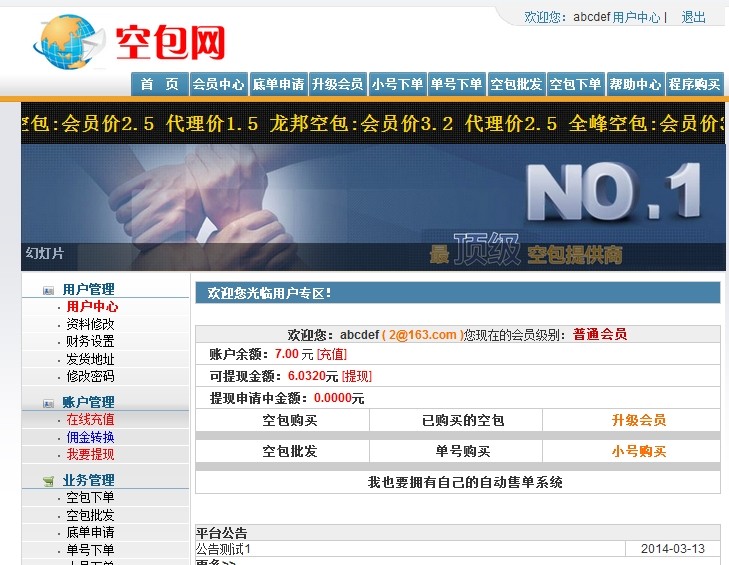 欢迎您：abcdef 用户中心 | 退出
空包网
首 页 会员中心 底单申请 升级会员 小号下单 单号下单 空包批发 空包下单 帮助中心 程序购买
空包:会员价2.5 代理价1.5 龙邦空包:会员价3.2 代理价2.5 全峰空包:会员价
NO.1
最顶级空包提供商
幻灯片
用户管理
用户中心
资料修改
财务设置
发货地址
修改密码
账户管理
在线充值
佣金转换
我要提现
业务管理
空包下单
空包批发
底单申请
单号下单
欢迎您光临用户专区！
欢迎您：abcdef ( 2@163.com )您现在的会员级别：普通会员
账户余额：7.00 元 [充值]
可提现金额：6.0320元 [提现]
提现申请中金额：0.0000元
空包购买 已购买的空包 升级会员
空包批发 单号购买 小号购买
我也要拥有自己的自动售单系统
平台公告
公告测试1 2014-03-13
更多>>